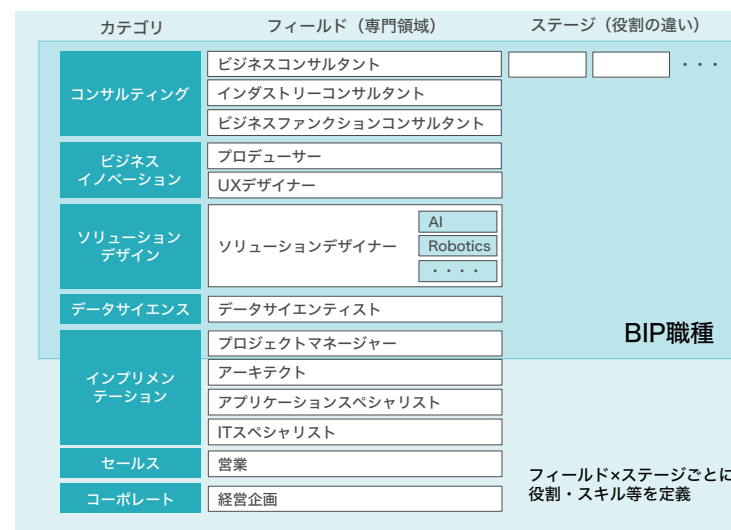 カテゴリ
フィールド（専門領域）
ステージ（役割の違い）
コンサルティング
ビジネスコンサルタント
・・・
インダストリーコンサルタント
ビジネスファンクションコンサルタント
ビジネス
イノベーション
プロデューサー
UXデザイナー
ソリューション
デザイン
ソリューションデザイナー
AI
Robotics
・・・・
データサイエンス
データサイエンティスト
BIP職種
インプリメン
テーション
プロジェクトマネージャー
アーキテクト
アプリケーションスペシャリスト
ITスペシャリスト
セールス
営業
コーポレート
経営企画
フィールド×ステージごとに
役割・スキル等を定義